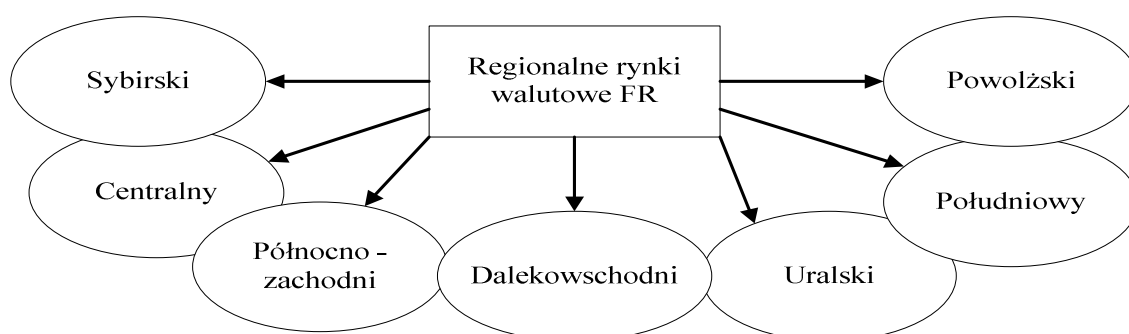 Regionalne rynki
walutowe FR
Sybirski
Powolżski
Centralny
Południowy
Północno -
zachodni
Dalekowschodni
Uralski